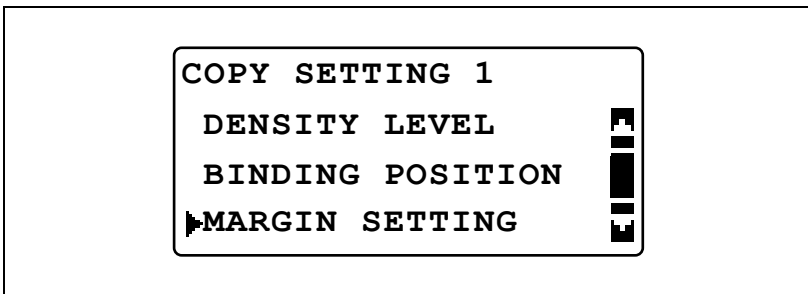 COPY SETTING 1
DENSITY LEVEL
BINDING POSITION
MARGIN SETTING